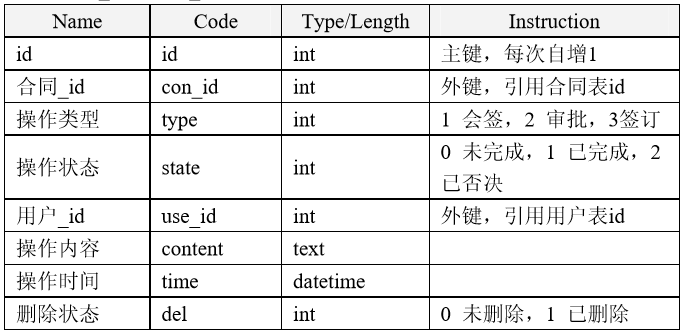 Name Code Type/Length Instruction
id id int 主键，每次自增1
合同_id con_id int 外键，引用合同表id
操作类型 type int 1 会签，2 审批，3签订
操作状态 state int 0 未完成，1 已完成，2
已否决
用户_id use_id int 外键，引用用户表id
操作内容 content text
操作时间 time datetime
删除状态 del int 0 未删除，1 已删除